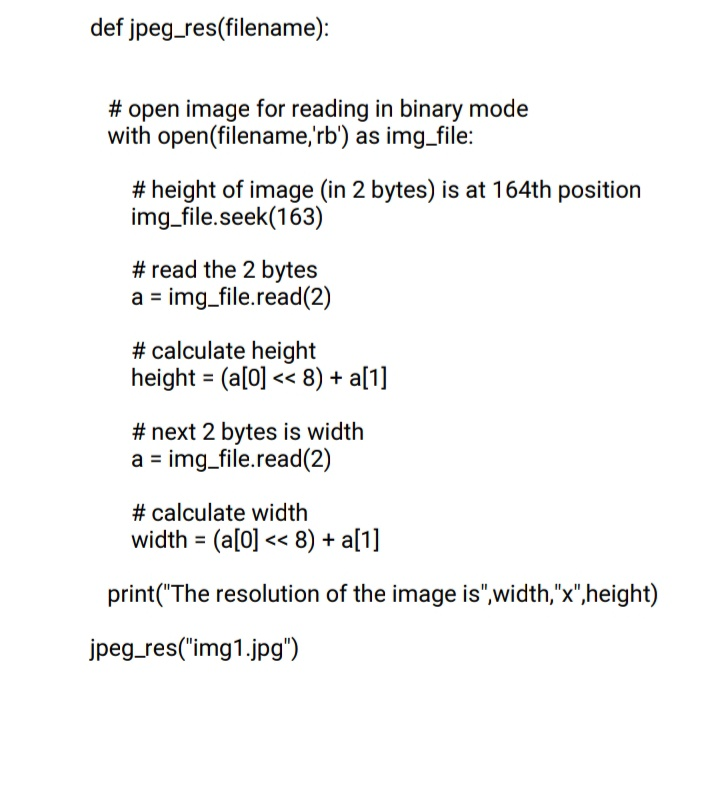 def jpeg_res(filename):
# open image for reading in binary mode
with open(filename,'rb') as img_file:
# height of image (in 2 bytes) is at 164th position
img_file.seek(163)
# read the 2 bytes
a = img_file.read(2)
# calculate height
height = (a[0] << 8) + a[1]
# next 2 bytes is width
a = img_file.read(2)
# calculate width
width = (a[0] << 8) + a[1]
print("The resolution of the image is",width,"x",height)
jpeg_res("img1.jpg")